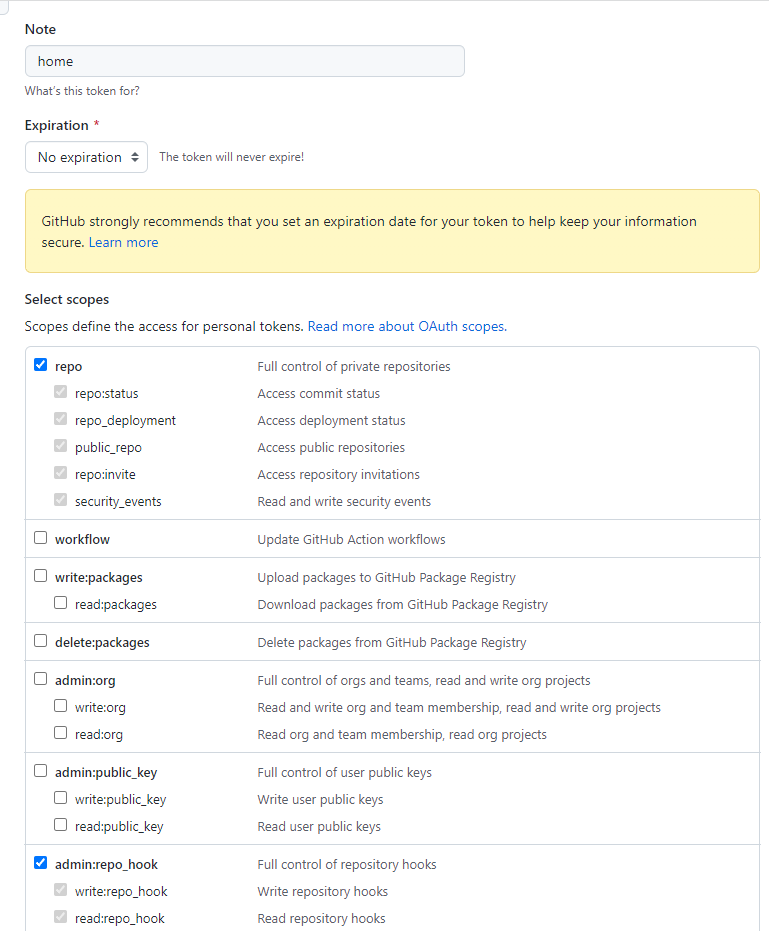 Note
home
What's this token for?
Expiration *
No expiration The token will never expire!
GitHub strongly recommends that you set an expiration date for your token to help keep your information
secure. Learn more
Select scopes
Scopes define the access for personal tokens. Read more about OAuth scopes.
repo Full control of private repositories
repo:status Access commit status
repo_deployment Access deployment status
public_repo Access public repositories
repo:invite Access repository invitations
security_events Read and write security events
workflow Update GitHub Action workflows
write:packages Upload packages to GitHub Package Registry
read:packages Download packages from GitHub Package Registry
delete:packages Delete packages from GitHub Package Registry
admin:org Full control of orgs and teams, read and write org projects
write:org Read and write org and team membership, read and write org projects
read:org Read org and team membership, read org projects
admin:public_key Full control of user public keys
write:public_key Write user public keys
read:public_key Read user public keys
admin:repo_hook Full control of repository hooks
write:repo_hook Write repository hooks
read:repo_hook Read repository hooks